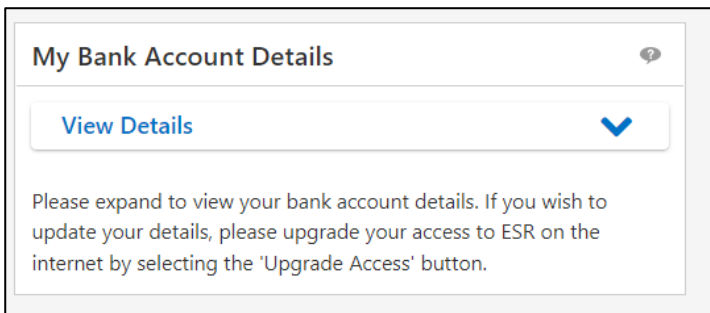 My Bank Account Details
View Details
Please expand to view your bank account details. If you wish to
update your details, please upgrade your access to ESR on the
internet by selecting the 'Upgrade Access' button.